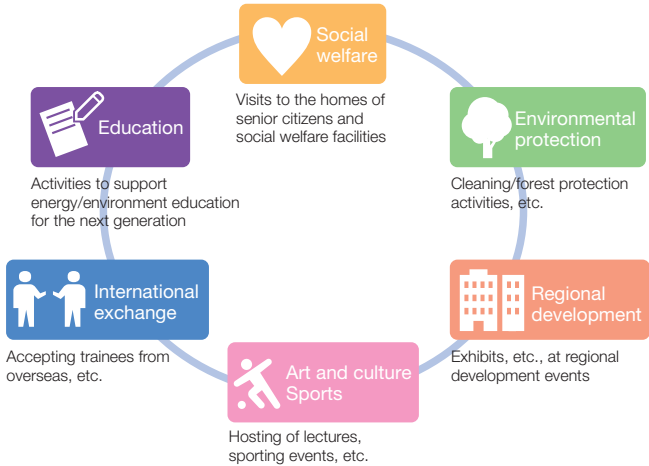 Social
welfare
Visits to the homes of
senior citizens and
social welfare facilities
Environmental
protection
Cleaning/forest protection
activities, etc.
Regional
development
Exhibits, etc., at regional
development events
Art and culture
Sports
Hosting of lectures,
sporting events, etc.
International
exchange
Accepting trainees from
overseas, etc.
Education
Activities to support
energy/environment education
for the next generation